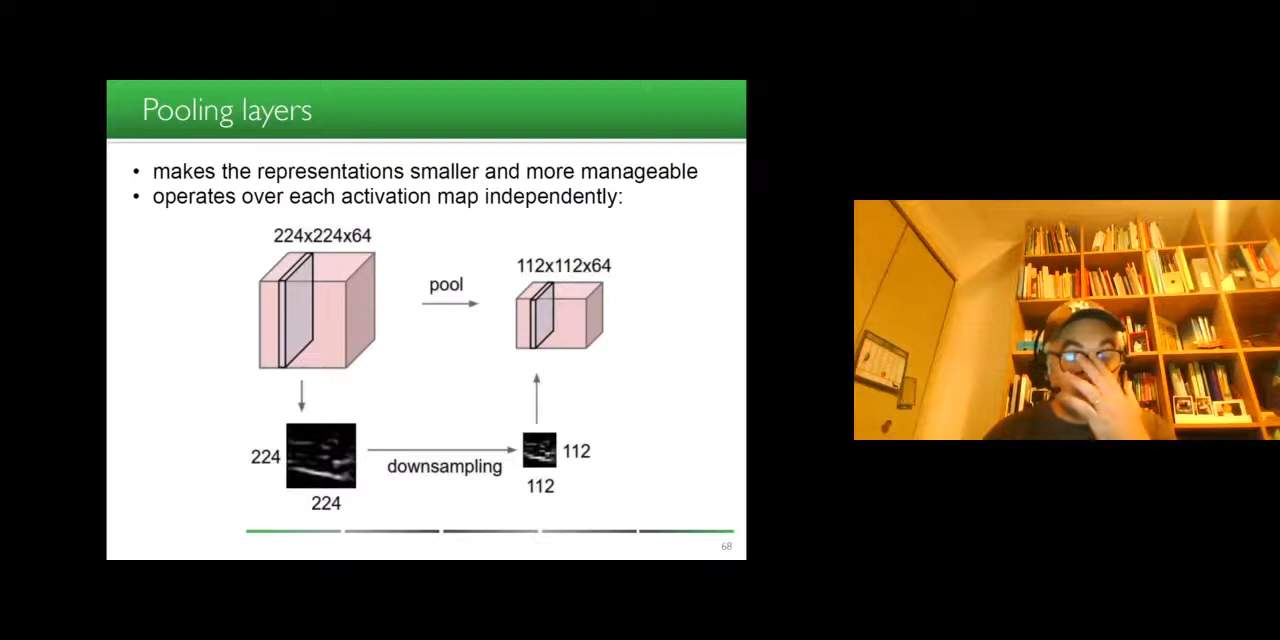 Pooling layers
• makes the representations smaller and more manageable
• operates over each activation map independently:
224x224x64
112x112x64
pool
224
downsampling
112
112
224
68